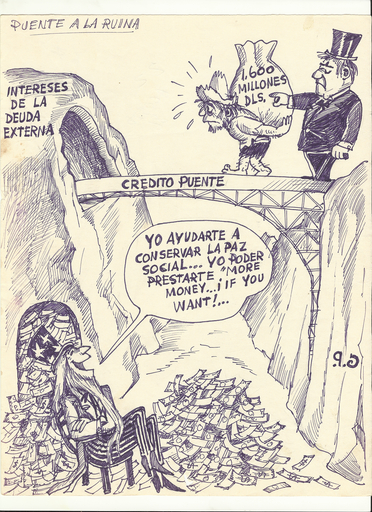 PUENTE A LA RUINA
INTERESES
DE LA
DEUDA
EXTERNA
1.600
MILLONES
DLS.
CREDITO PUENTE
YO AYUDARTE A
CONSERVAR LA PAZ
SOCIAL... YO PODER
PRESTARTE "MORE
MONEY...¡ IF YOU
WANT!...
G.P.